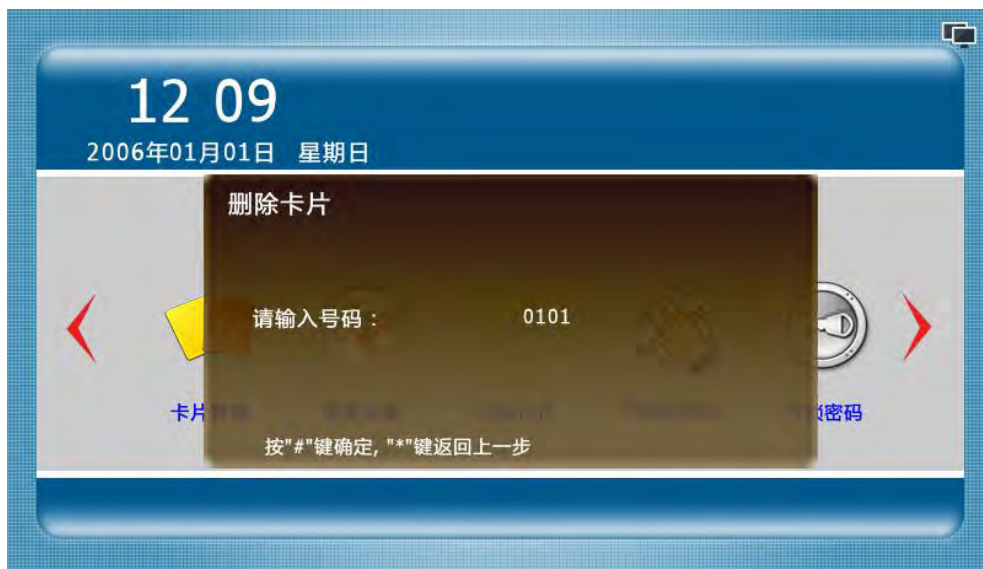 12 09
2006年01月01日 星期日
删除卡片
请输入号码： 0101
卡片
锁密码
按"#"键确定, "*"键返回上一步